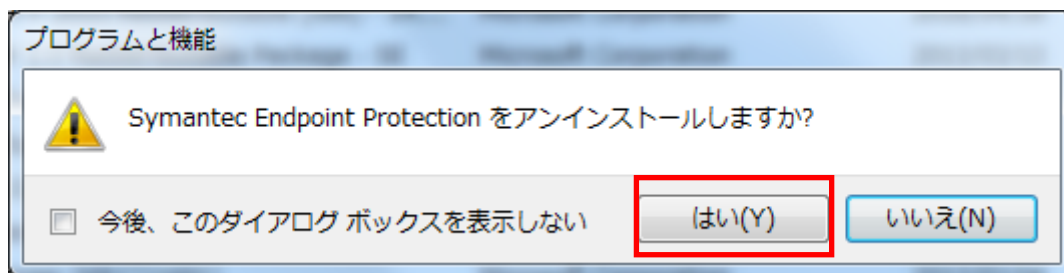 プログラムと機能
Symantec Endpoint Protection をアンインストールしますか?
今後、このダイアログ ボックスを表示しない
はい(Y)
いいえ(N)